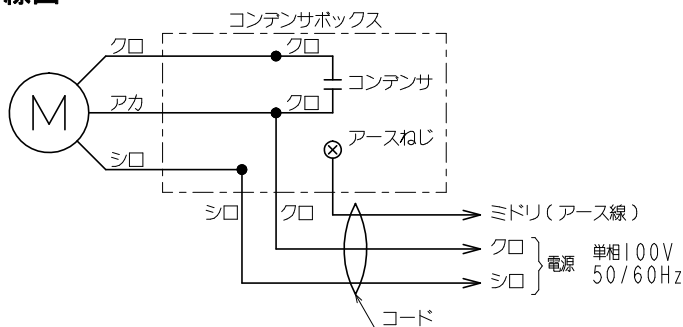 コンデンサボックス
クロ クロ
コンデンサ
M アカ クロ
アースねじ
シロ
シロ クロ
ミドリ(アース線)
クロ
電源 単相100V
50/60Hz
シロ
コード